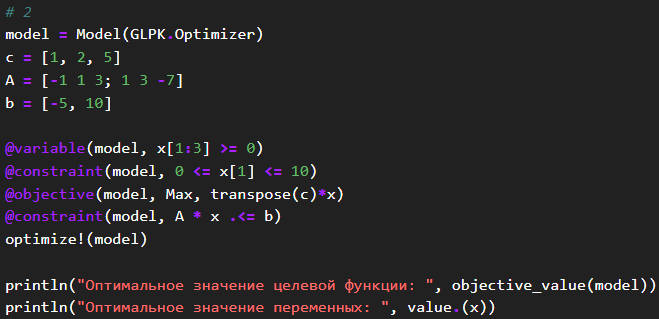 # 2
model = Model(GLPK.Optimizer)
c = [1, 2, 5]
A = [-1 1 3; 1 3 -7]
b = [-5, 10]
@variable(model, x[1:3] >= 0)
@constraint(model, 0 <= x[1] <= 10)
@objective(model, Max, transpose(c)*x)
@constraint(model, A * x .<= b)
optimize!(model)
println("Оптимальное значение целевой функции: ", objective_value(model))
println("Оптимальное значение переменных: ", value.(x))